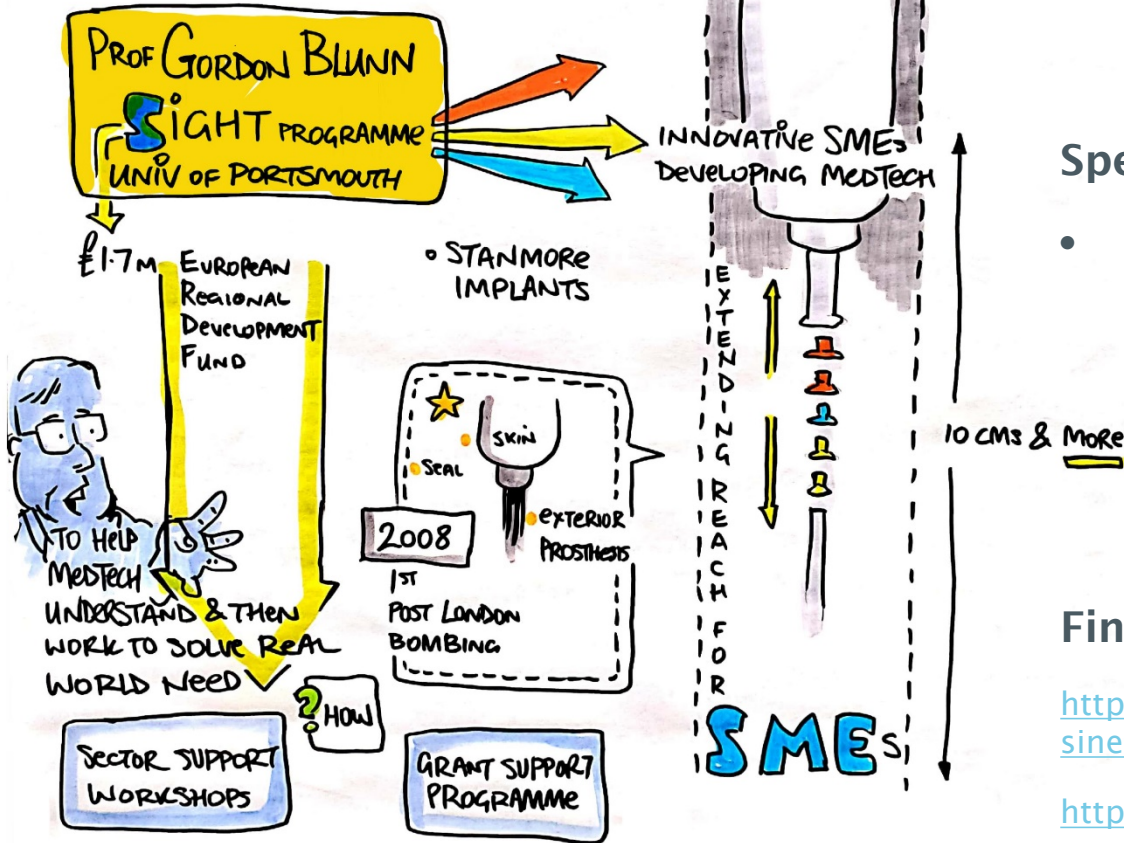 PROF GORDON BLUNN
SIGHT PROGRAMME
UNIV OF PORTSMOUTH
£1.7M
EUROPEAN
REGIONAL
DEVELOPMENT
FUND
TO HELP
MEDTECH
UNDERSTAND & THEN
WORK TO SOLVE REAL
WORLD NEED
? HOW
SECTOR SUPPORT
WORKSHOPS
GRANT SUPPORT
PROGRAMME
• STANMORE
IMPLANTS
SKIN
SEAL
EXTERIOR
PROSTHESIS
2008
1ST
POST LONDON
BOMBING
INNOVATIVE SMEs
DEVELOPING MEDTECH
EXTENDING REACH FOR
SMEs
10 CMS & MORE
Spe
•
Fin
http
sine
http